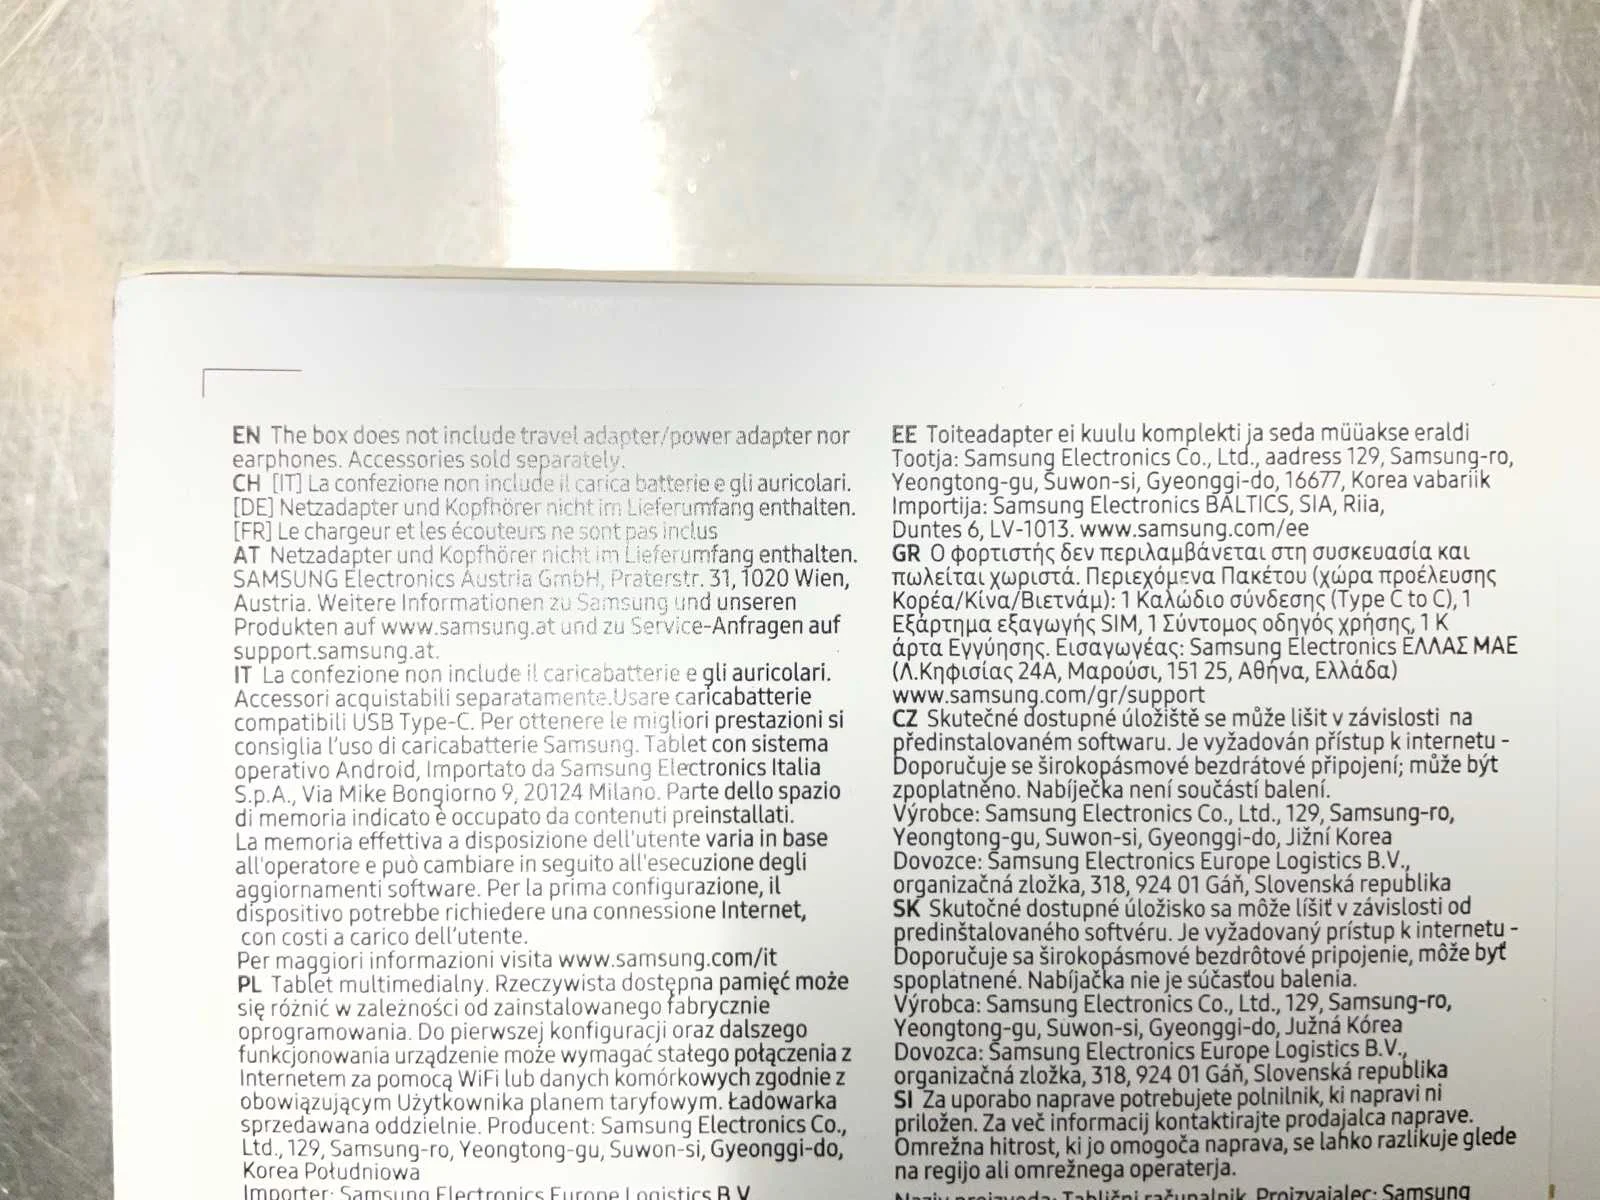 EN The box does not include travel adapter/power adapter nor
earphones. Accessories sold separately.
CH [IT] La confezione non include il carica batterie e gli auricolari.
[DE] Netzadapter und Kopfhörer nicht im Lieferumfang enthalten.
[FR] Le chargeur et les écouteurs ne sont pas inclus
AT Netzadapter und Kopfhörer nicht im Lieferumfang enthalten.
SAMSUNG Electronics Austria GmbH, Praterstr. 31, 1020 Wien,
Austria. Weitere Informationen zu Samsung und unseren
Produkten auf www.samsung.at und zu Service-Anfragen auf
support.samsung.at.
IT La confezione non include il caricabatterie e gli auricolari.
Accessori acquistabili separatamente.Usare caricabatterie
compatibili USB Type-C. Per ottenere le migliori prestazioni si
consiglia l'uso di caricabatterie Samsung. Tablet con sistema
operativo Android, Importato da Samsung Electronics Italia
S.p.A., Via Mike Bongiorno 9, 20124 Milano. Parte dello spazio
di memoria indicato è occupato da contenuti preinstallati.
La memoria effettiva a disposizione dell'utente varia in base
all'operatore e può cambiare in seguito all'esecuzione degli
aggiornamenti software. Per la prima configurazione, il
dispositivo potrebbe richiedere una connessione Internet,
con costi a carico dell'utente.
Per maggiori informazioni visita www.samsung.com/it
PL Tablet multimedialny. Rzeczywista dostępna pamięć może
się różnić w zależności od zainstalowanego fabrycznie
oprogramowania. Do pierwszej konfiguracji oraz dalszego
funkcjonowania urządzenie może wymagać stałego połączenia z
Internetem za pomocą WiFi lub danych komórkowych zgodnie z
obowiązującym Użytkownika planem taryfowym. Ładowarka
sprzedawana oddzielnie. Producent: Samsung Electronics Co.,
Ltd., 129, Samsung-ro, Yeongtong-gu, Suwon-si, Gyeonggi-do,
Korea Południowa
Importer: Samsung Electronics Europe Logistics B.V.
EE Toiteadapter ei kuulu komplekti ja seda müüakse eraldi
Tootja: Samsung Electronics Co., Ltd., aadress 129, Samsung-ro,
Yeongtong-gu, Suwon-si, Gyeonggi-do, 16677, Korea vabariik
Importija: Samsung Electronics BALTICS, SIA, Riia,
Duntes 6, LV-1013. www.samsung.com/ee
GR Ο φορτιστής δεν περιλαμβάνεται στη συσκευασία και
πωλείται χωριστά. Περιεχόμενα Πακέτου (χώρα προέλευσης
Κορέα/Κίνα/Βιετνάμ): 1 Καλώδιο σύνδεσης (Type C to C), 1
Εξάρτημα εξαγωγής SIM, 1 Σύντομος οδηγός χρήσης, 1 Κ
άρτα Εγγύησης. Εισαγωγέας: Samsung Electronics ΕΛΛΑΣ ΜΑΕ
(Λ.Κηφισίας 24Α, Μαρούσι, 151 25, Αθήνα, Ελλάδα)
www.samsung.com/gr/support
CZ Skutečné dostupné úložiště se může lišit v závislosti na
předinstalovaném softwaru. Je vyžadován přístup k internetu -
Doporučuje se širokopásmové bezdrátové připojení; může být
zpoplatněno. Nabíječka není součástí balení.
Výrobce: Samsung Electronics Co., Ltd., 129, Samsung-ro,
Yeongtong-gu, Suwon-si, Gyeonggi-do, Jižní Korea
Dovozce: Samsung Electronics Europe Logistics B.V.,
organizačná zložka, 318, 924 01 Gáň, Slovenská republika
SK Skutočné dostupné úložisko sa môže líšiť v závislosti od
predinštalovaného softvéru. Je vyžadovaný prístup k internetu -
Doporučuje sa širokopásmové bezdrôtové pripojenie, môže byť
spoplatnené. Nabíjačka nie je súčasťou balenia.
Výrobca: Samsung Electronics Co., Ltd., 129, Samsung-ro,
Yeongtong-gu, Suwon-si, Gyeonggi-do, Južná Kórea
Dovozca: Samsung Electronics Europe Logistics B.V.,
organizačná zložka, 318, 924 01 Gáň, Slovenská republika
SI Za uporabo naprave potrebujete polnilnik, ki napravi ni
priložen. Za več informacij kontaktirajte prodajalca naprave.
Omrežna hitrost, ki jo omogoča naprava, se lahko razlikuje glede
na regijo ali omrežnega operaterja.
Naziv proizvoda: Tablični računalnik, Proizvajalec: Samsung